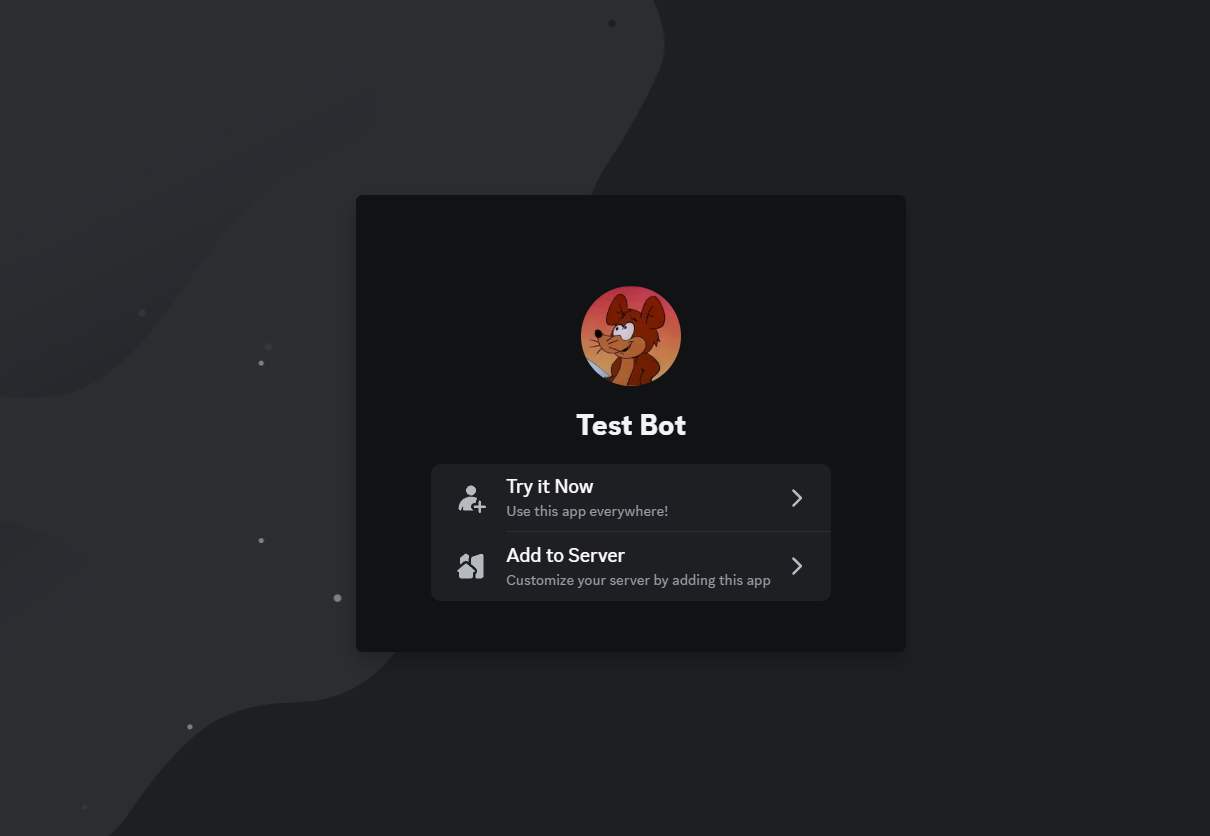 Test Bot
Try it Now
Use this app everywhere!
Add to Server
Customize your server by adding this app